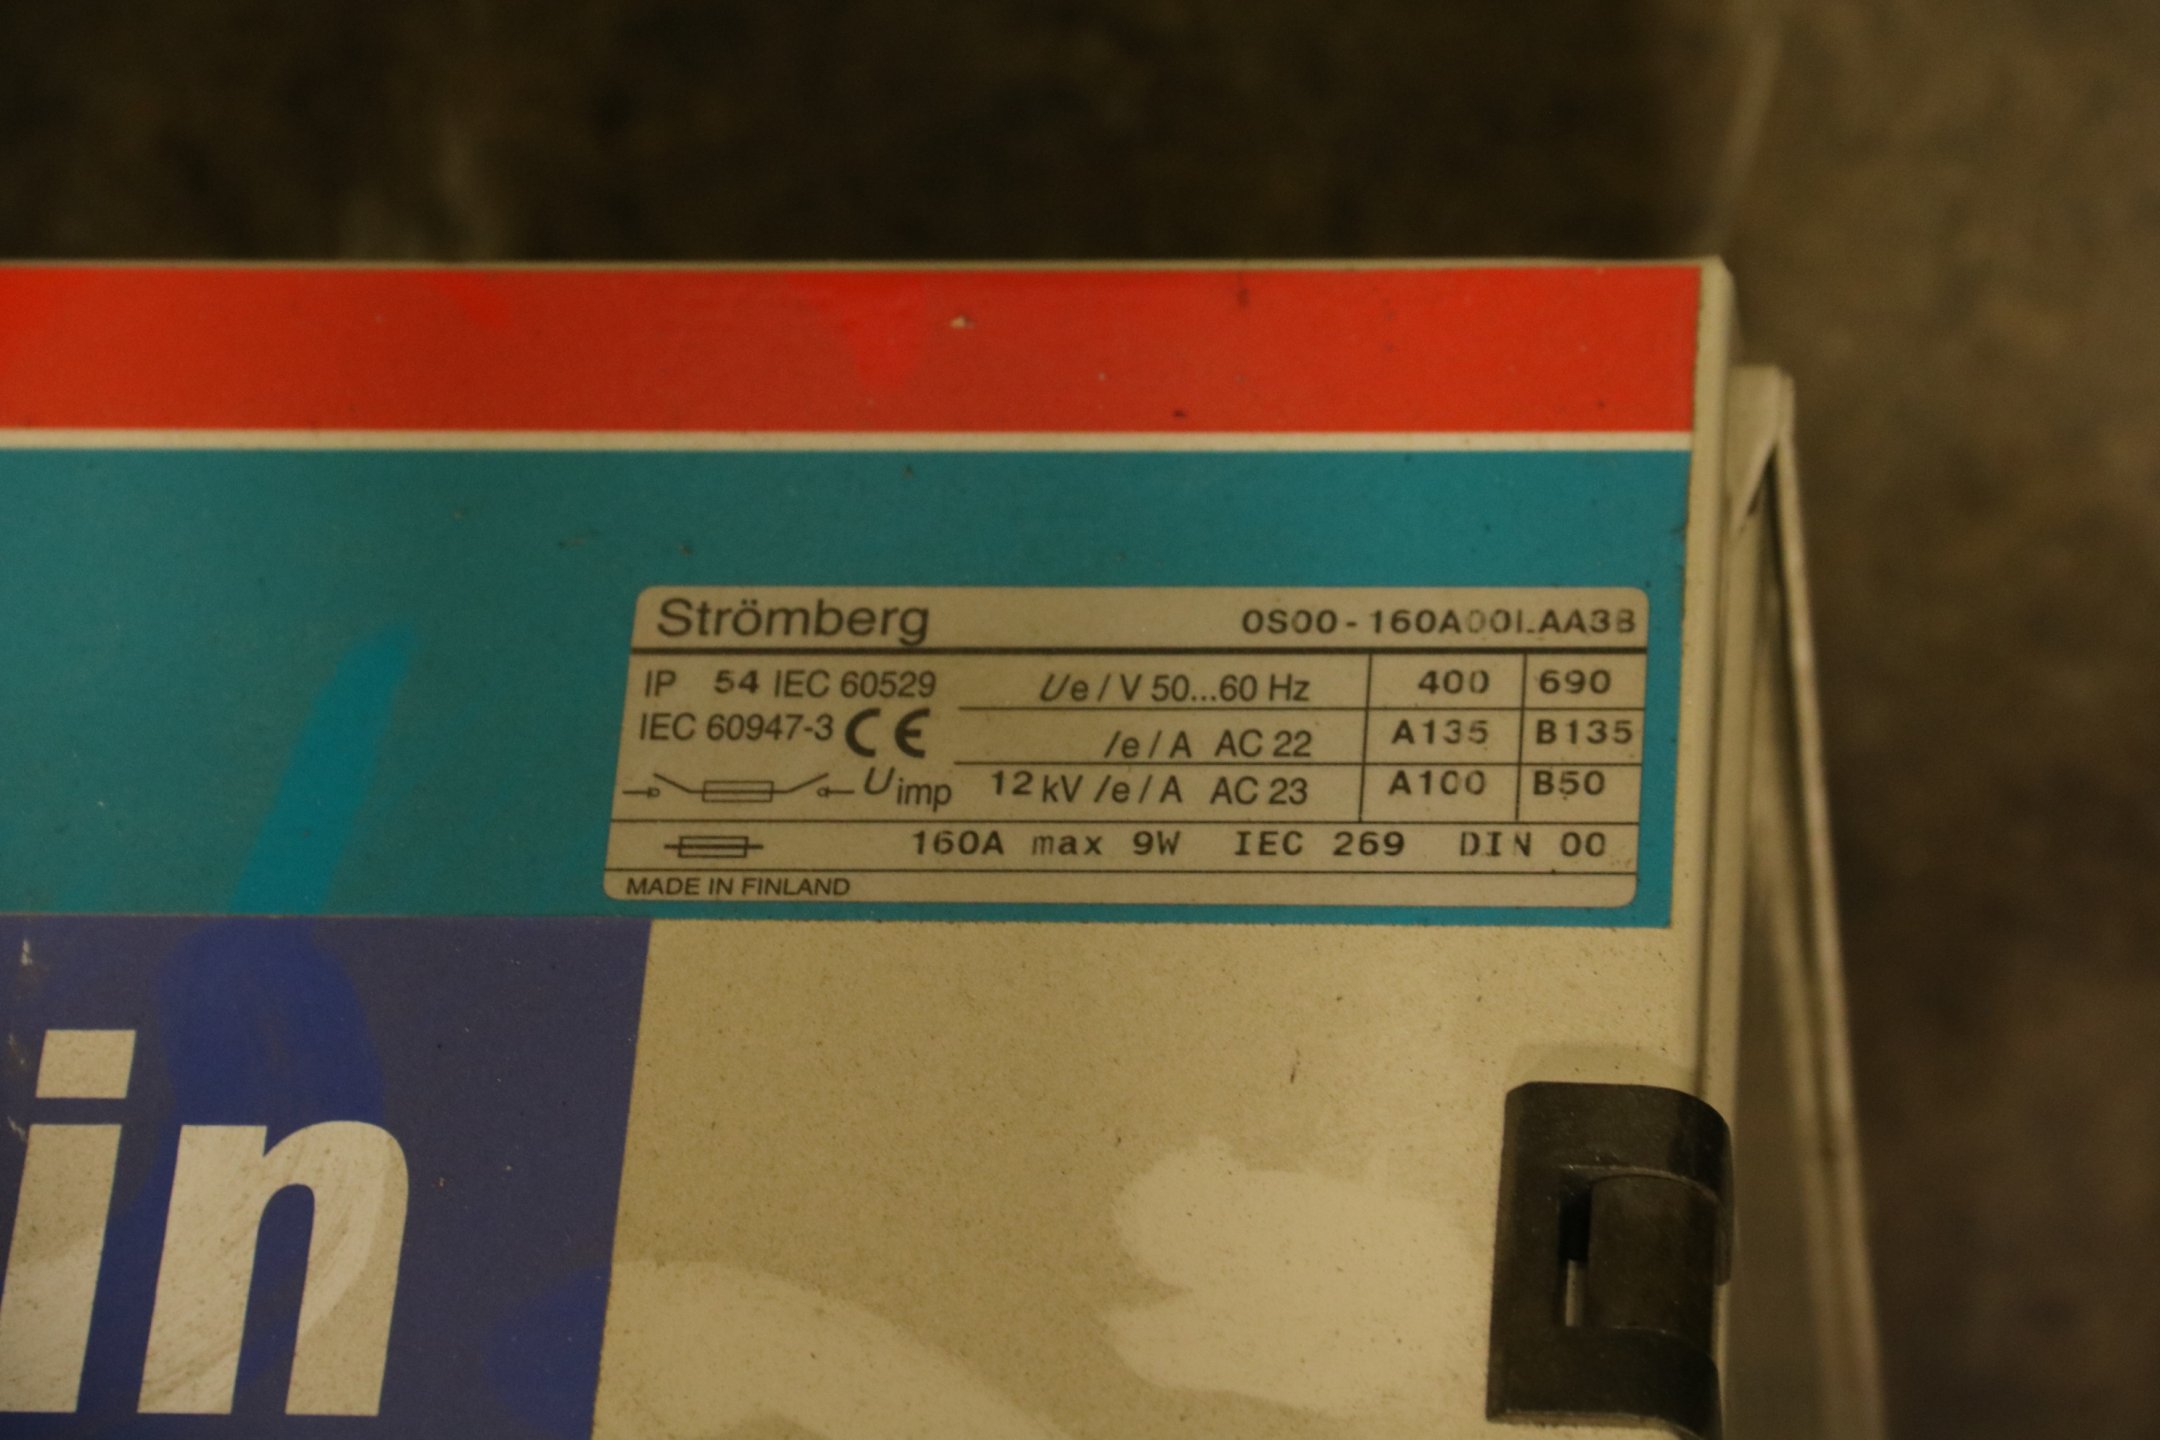 Strömberg OS00-160A00LAA3B
IP 54 IEC 60529 Ue/V 50...60 Hz 400 690
IEC 60947-3 CE Ie/A AC 22 A135 B135
Uimp 12 kV Ie/A AC 23 A100 B50
160A max 9W IEC 269 DIN 00
MADE IN FINLAND
in